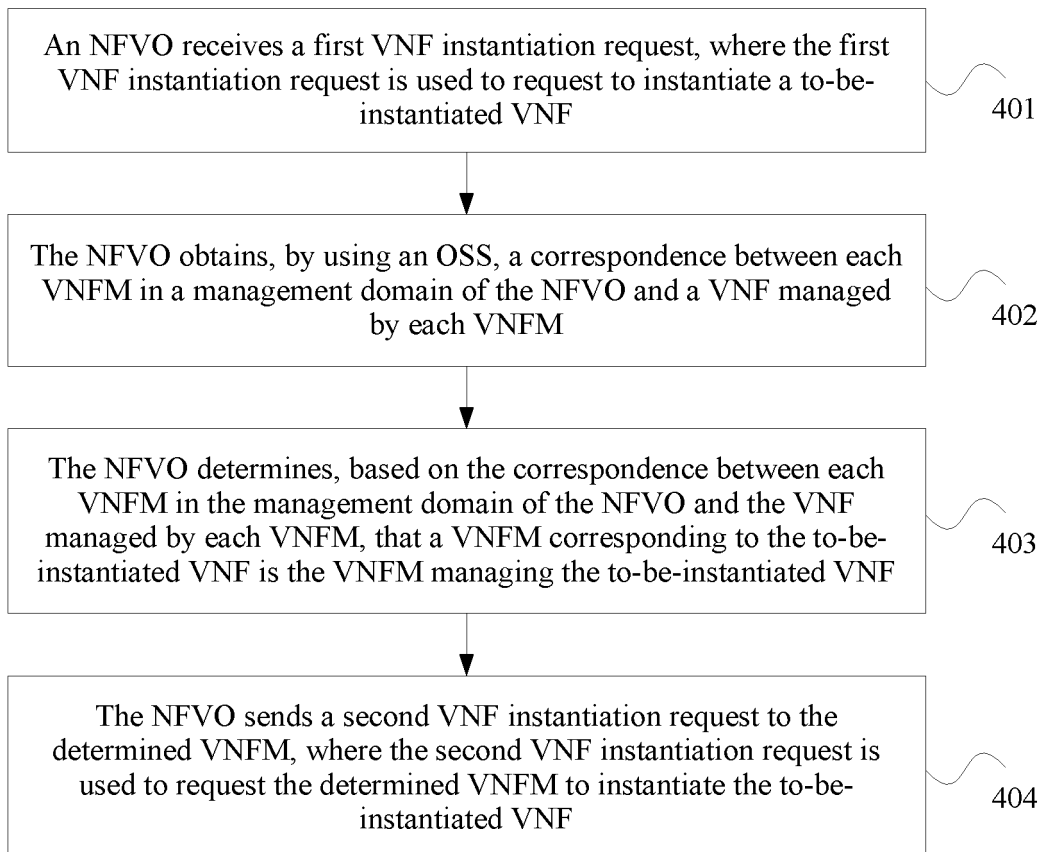 An NFVO receives a first VNF instantiation request, where the first
VNF instantiation request is used to request to instantiate a to-be-
instantiated VNF
401
The NFVO obtains, by using an OSS, a correspondence between each
VNFM in a management domain of the NFVO and a VNF managed
by each VNFM
402
The NFVO determines, based on the correspondence between each
VNFM in the management domain of the NFVO and the VNF
managed by each VNFM, that a VNFM corresponding to the to-be-
instantiated VNF is the VNFM managing the to-be-instantiated VNF
403
The NFVO sends a second VNF instantiation request to the
determined VNFM, where the second VNF instantiation request is
used to request the determined VNFM to instantiate the to-be-
instantiated VNF
404